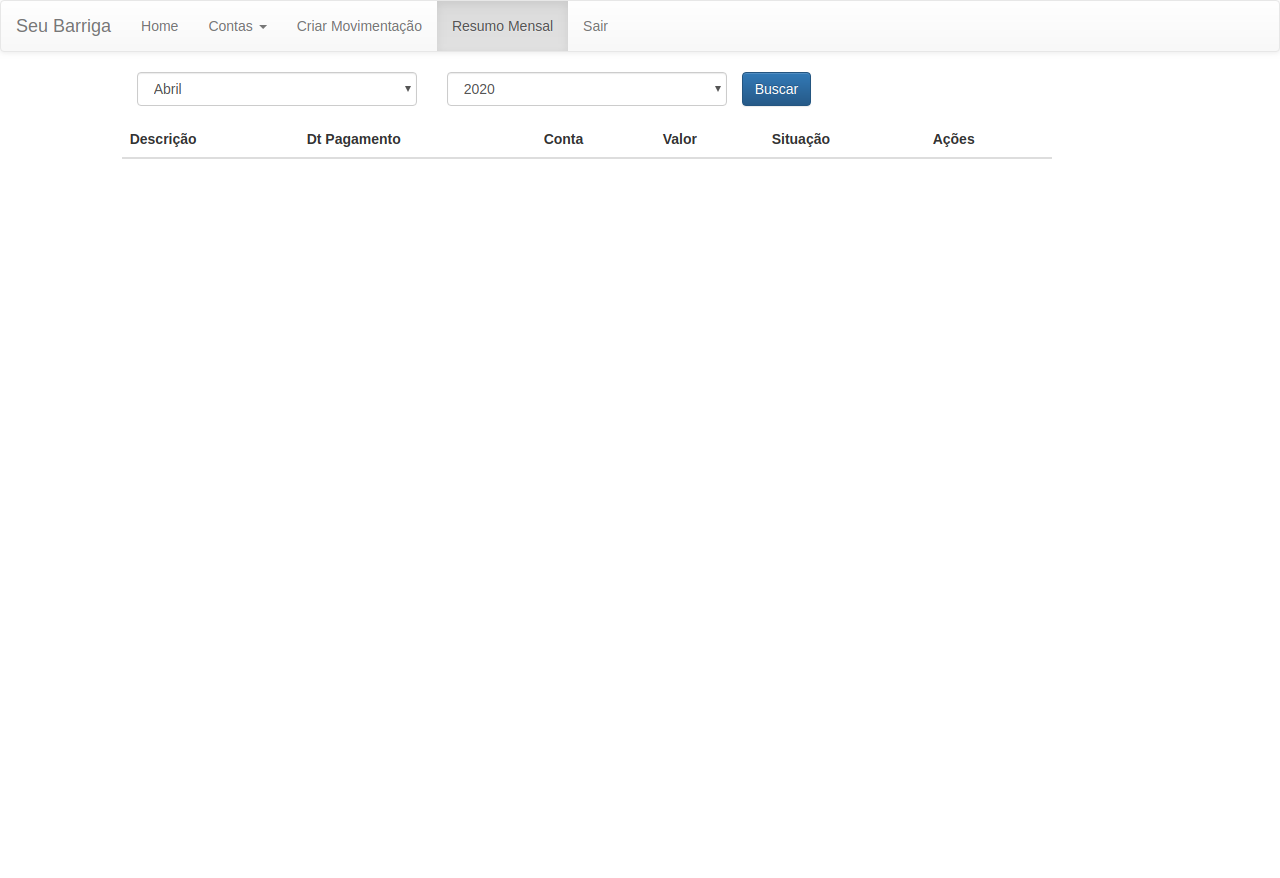 Seu Barriga Home Contas Criar Movimentação Resumo Mensal Sair
Abril 2020 Buscar
Descrição Dt Pagamento Conta Valor Situação Ações